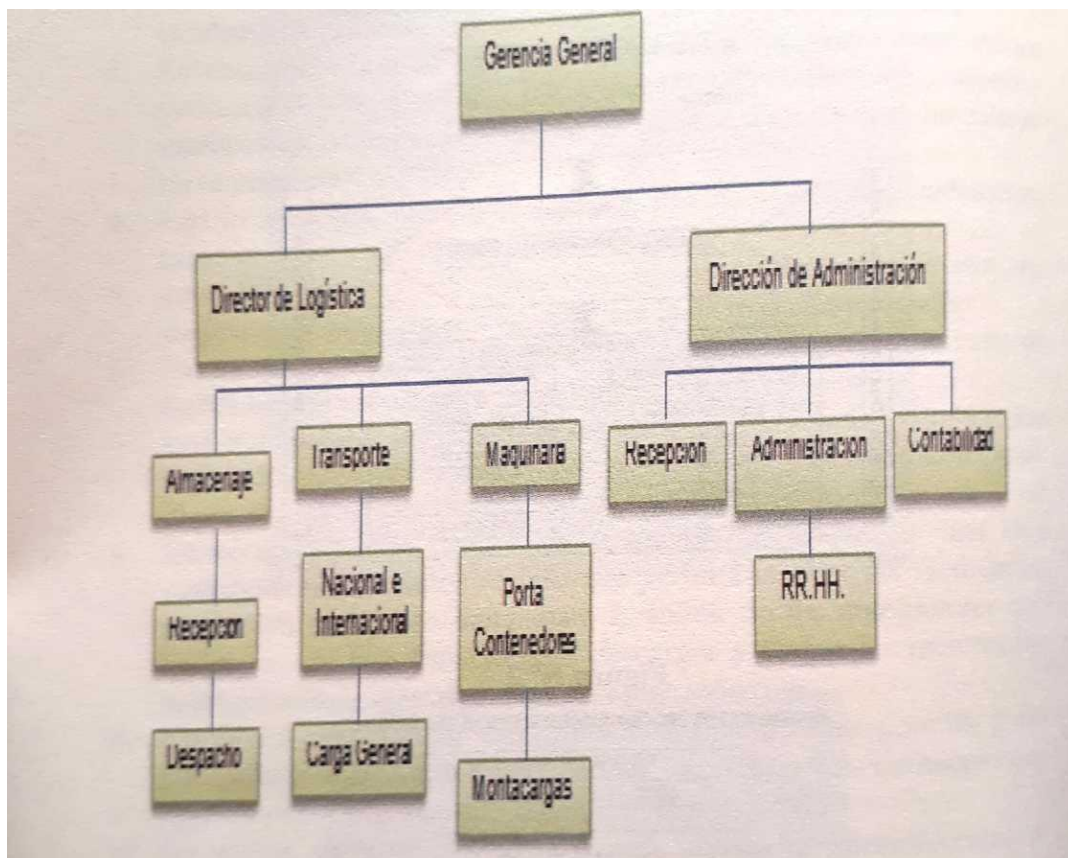 Gerencia General
Director de Logística
Dirección de Administración
Almacenaje
Transporte
Maquinaria
Recepcion
Administracion
Contabilidad
Recepcion
Nacional e
Internacional
Porta
Contenedores
RR.HH.
Despacho
Carga General
Montacargas